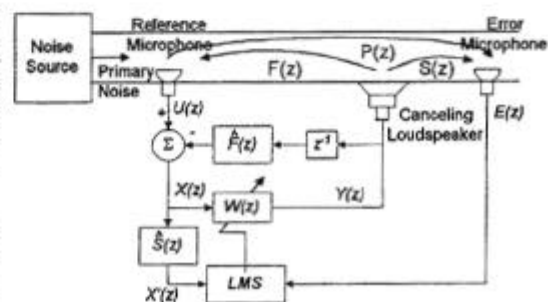 Noise Source
Reference Microphone
Error Microphone
Primary Noise
P(z)
F(z)
S(z)
U(z)
E(z)
Canceling Loudspeaker
+
-
Σ
F̂(z)
z⁻¹
X(z)
W(z)
Y(z)
Ŝ(z)
X'(z)
LMS